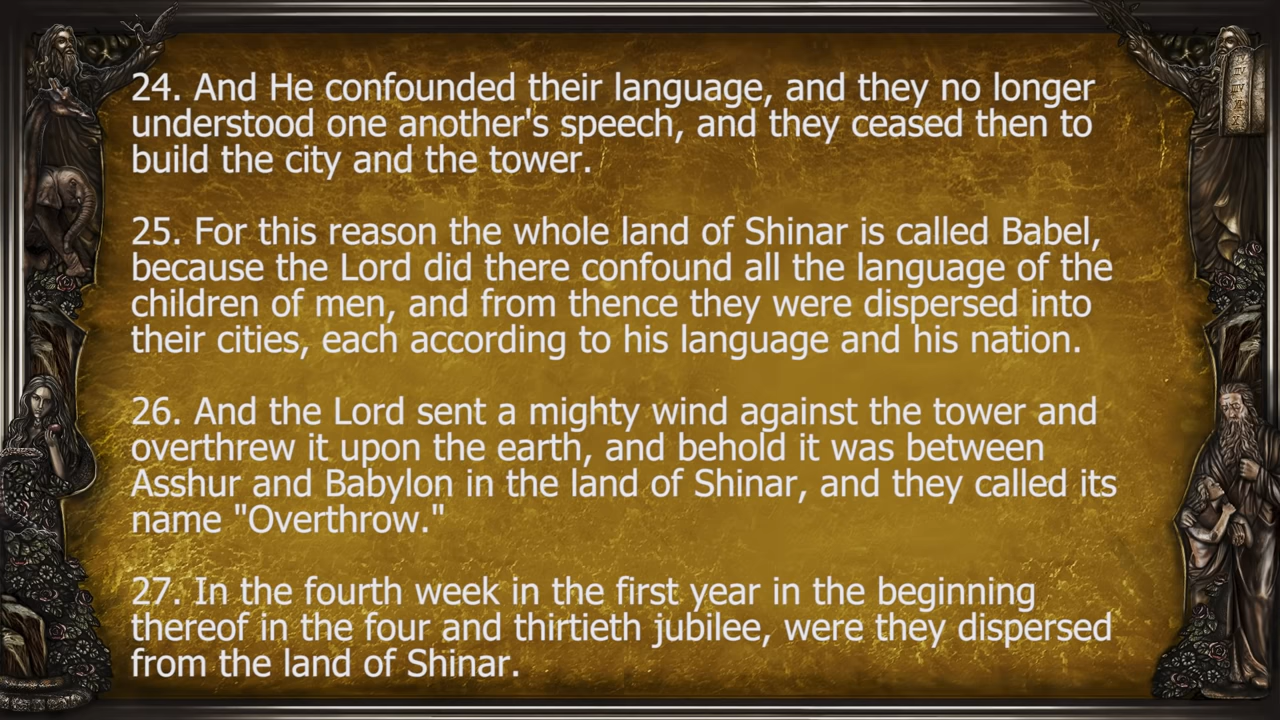 24. And He confounded their language, and they no longer
understood one another's speech, and they ceased then to
build the city and the tower.
25. For this reason the whole land of Shinar is called Babel,
because the Lord did there confound all the language of the
children of men, and from thence they were dispersed into
their cities, each according to his language and his nation.
26. And the Lord sent a mighty wind against the tower and
overthrew it upon the earth, and behold it was between
Asshur and Babylon in the land of Shinar, and they called its
name "Overthrow."
27. In the fourth week in the first year in the beginning
thereof in the four and thirtieth jubilee, were they dispersed
from the land of Shinar.